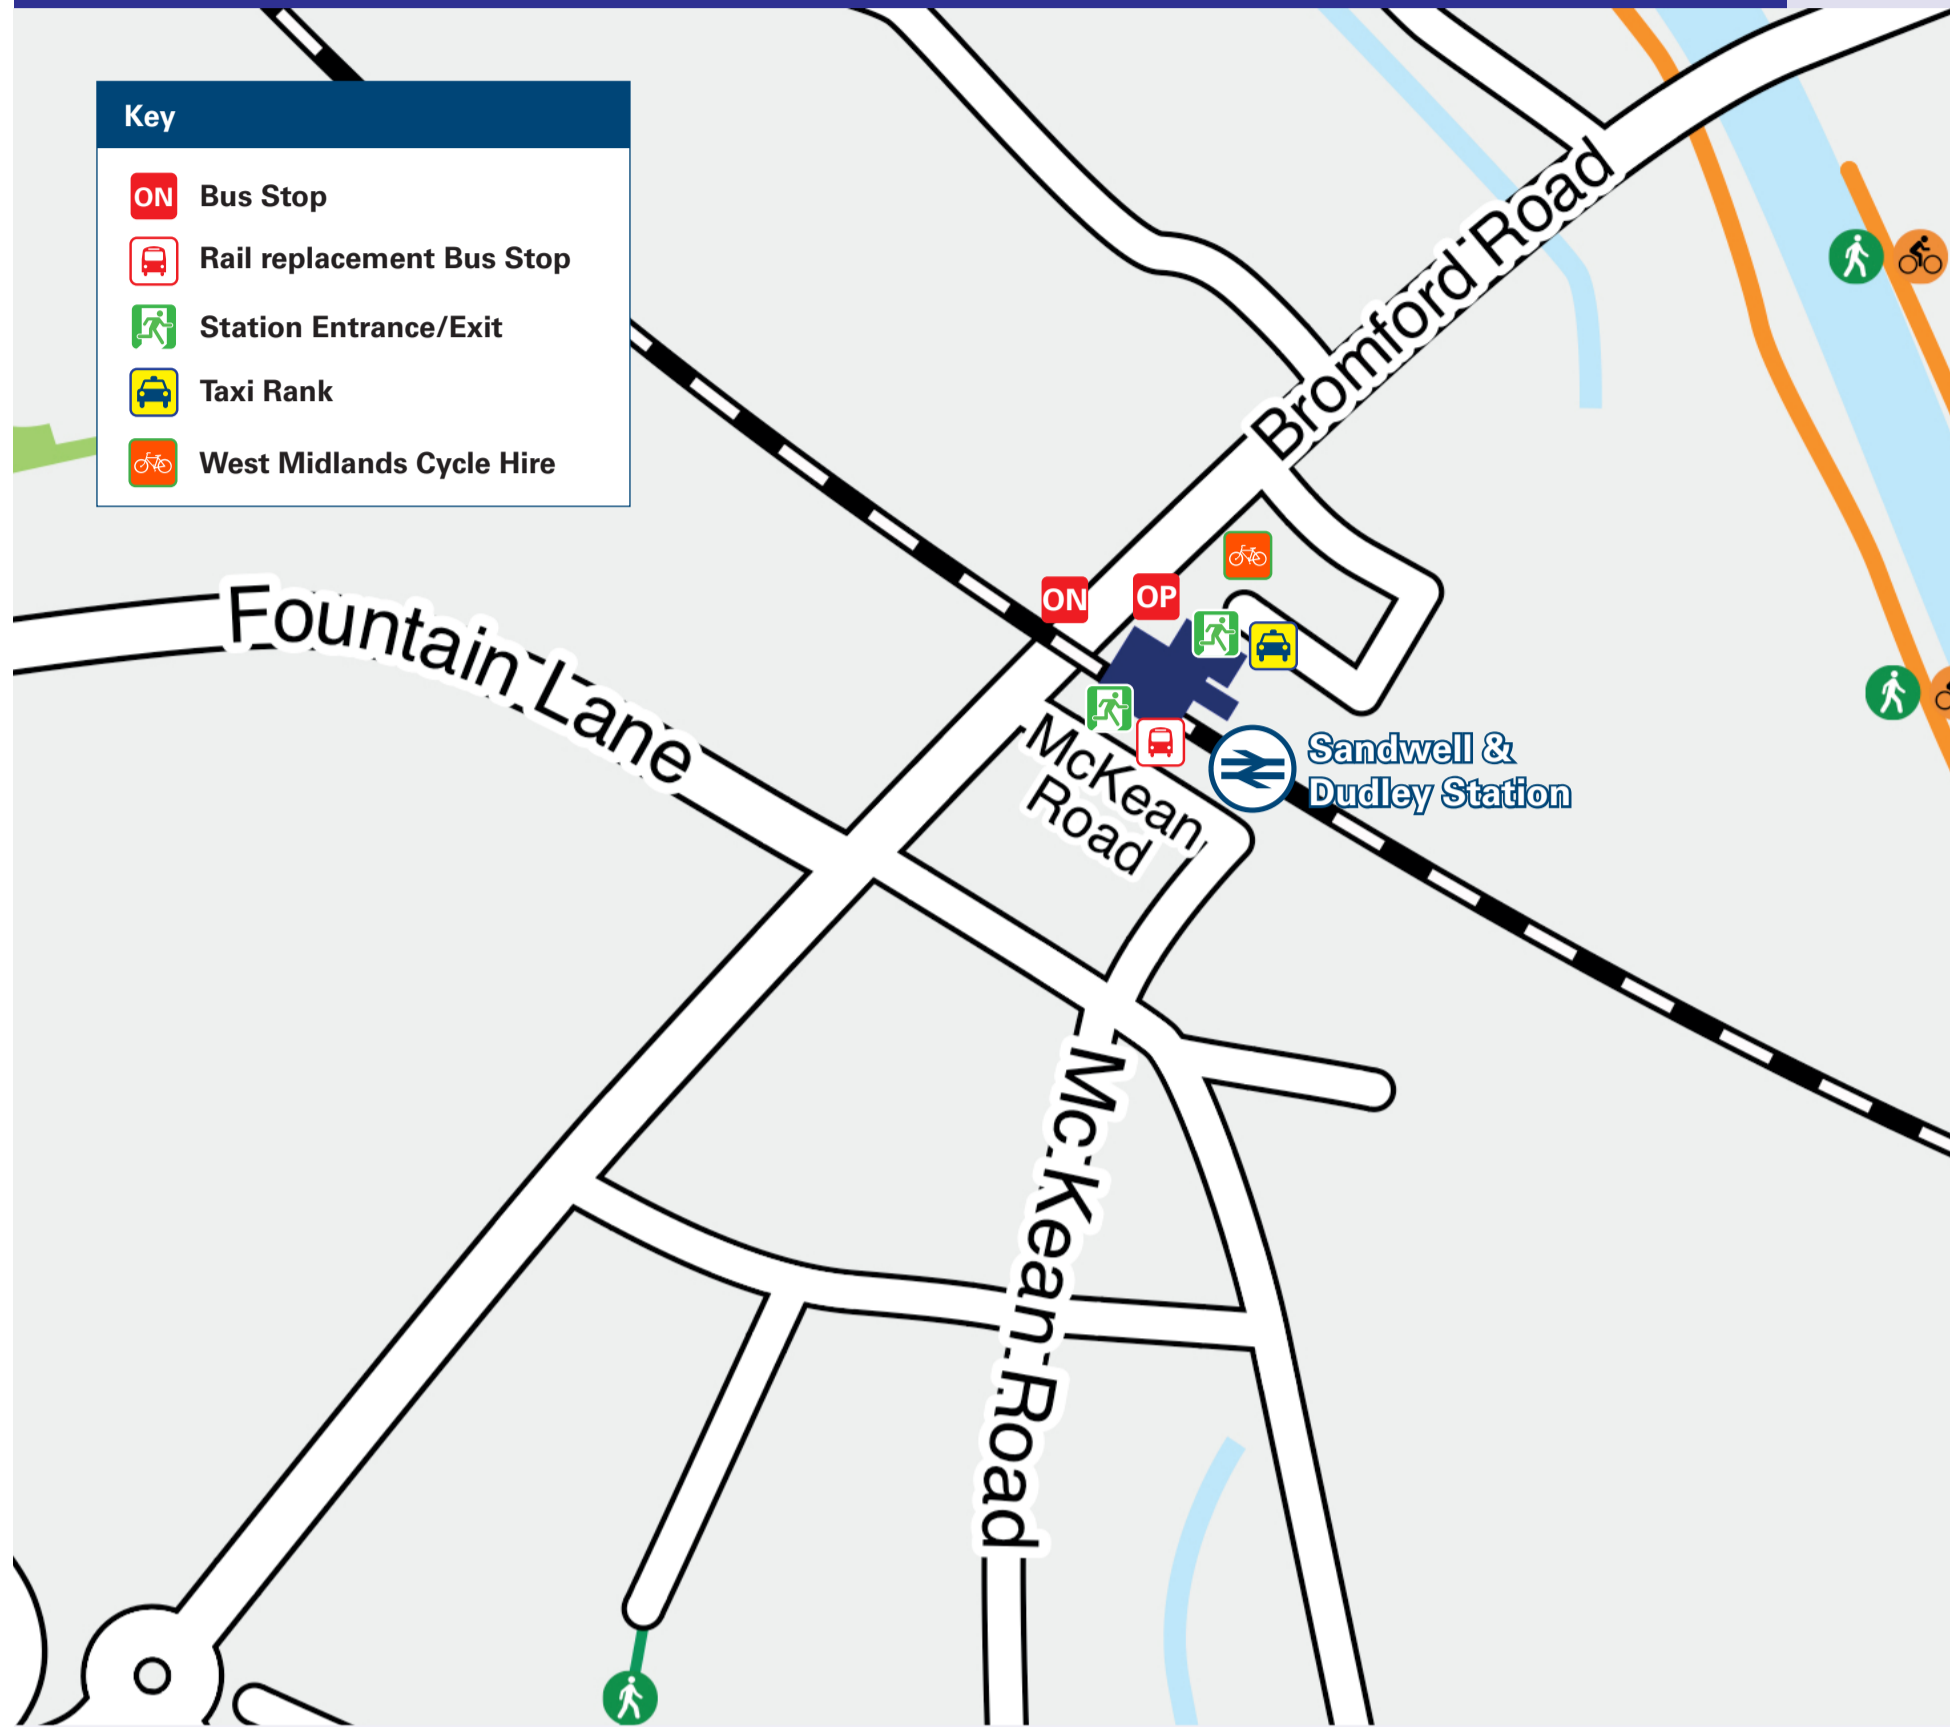 Key
ON
Bus Stop
Rail replacement Bus Stop
Station Entrance/Exit
Taxi Rank
West Midlands Cycle Hire
Bromford Road
Fountain Lane
ON
OP
McKean
Road
Sandwell &
Dudley Station
McKean Road